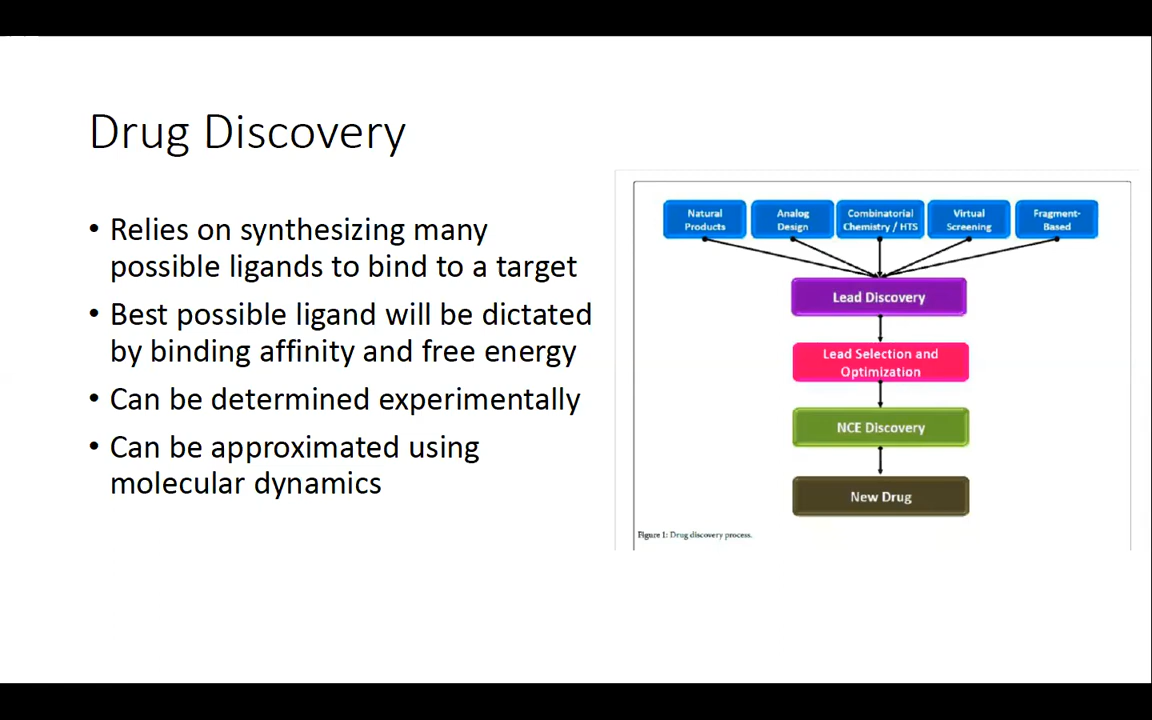 Drug Discovery
• Relies on synthesizing many
possible ligands to bind to a target
• Best possible ligand will be dictated
by binding affinity and free energy
• Can be determined experimentally
• Can be approximated using
molecular dynamics
Natural
Products
Analog
Design
Combinatorial
Chemistry / HTS
Virtual
Screening
Fragment-
Based
Lead Discovery
Lead Selection and
Optimization
NCE Discovery
New Drug
Figure 1: Drug discovery process.